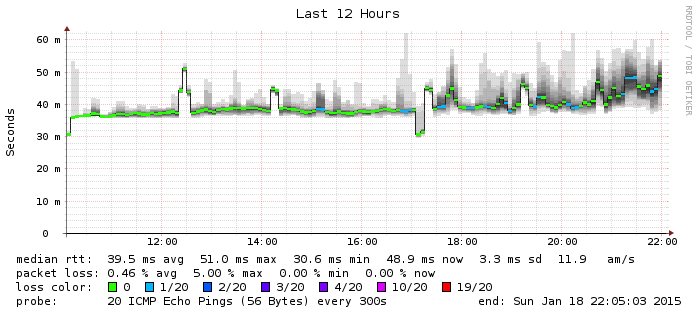 Last 12 Hours
RRDTOOL / TOBI OETIKER
Seconds
60 m
50 m
40 m
30 m
20 m
10 m
0
12:00 14:00 16:00 18:00 20:00 22:00
median rtt: 39.5 ms avg 51.0 ms max 30.6 ms min 48.9 ms now 3.3 ms sd 11.9 am/s
packet loss: 0.46 % avg 5.00 % max 0.00 % min 0.00 % now
loss color: 0 1/20 2/20 3/20 4/20 10/20 19/20
probe: 20 ICMP Echo Pings (56 Bytes) every 300s end: Sun Jan 18 22:05:03 2015